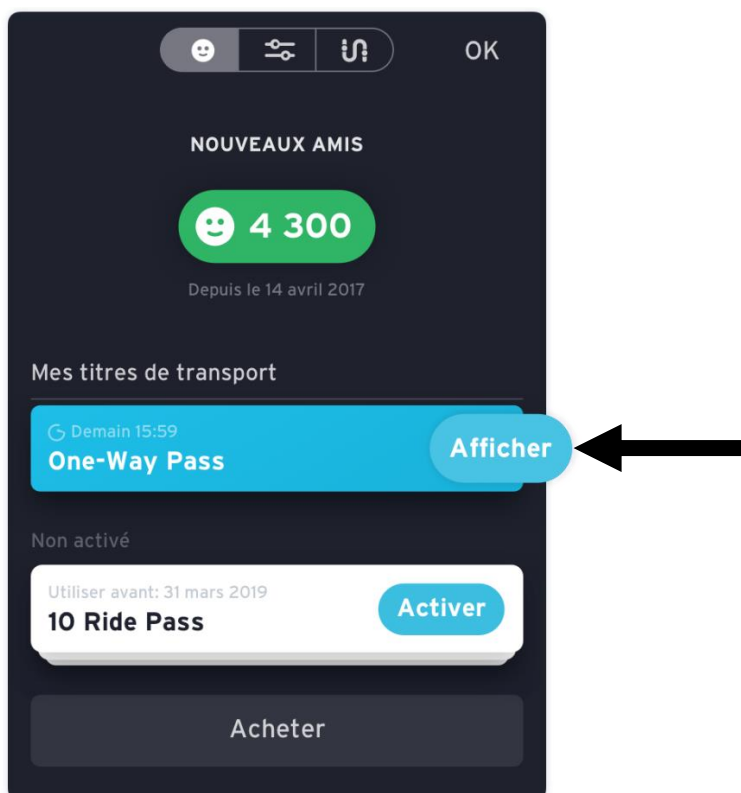 OK
NOUVEAUX AMIS
4 300
Depuis le 14 avril 2017
Mes titres de transport
Demain 15:59
One-Way Pass
Afficher
Non activé
Utiliser avant: 31 mars 2019
10 Ride Pass
Activer
Acheter